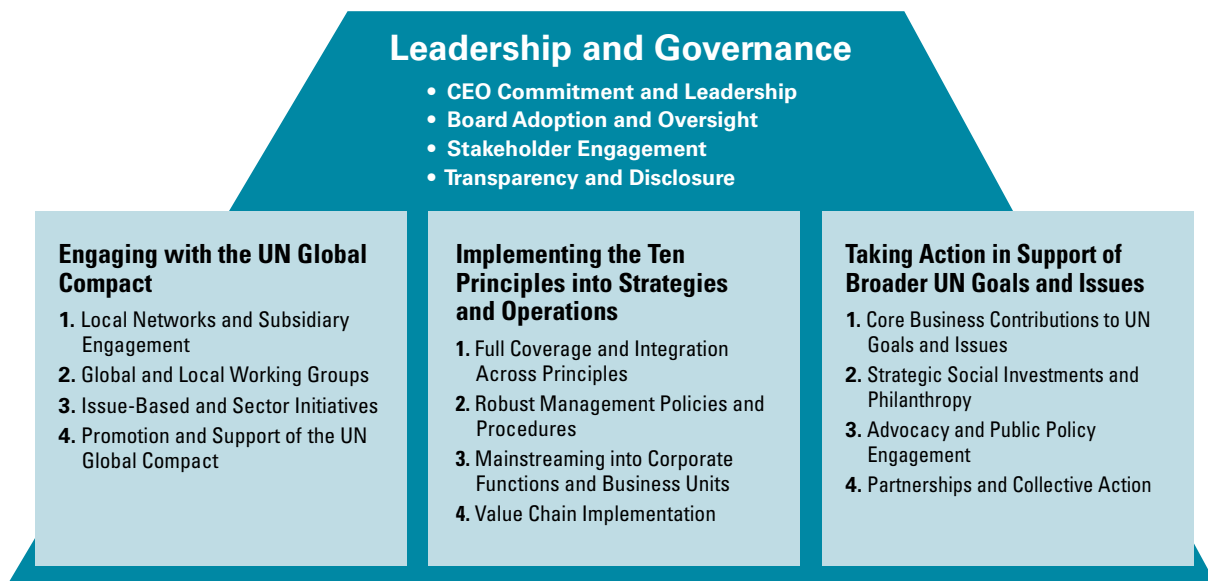 Leadership and Governance
• CEO Commitment and Leadership
• Board Adoption and Oversight
• Stakeholder Engagement
• Transparency and Disclosure
Engaging with the UN Global
Compact
1. Local Networks and Subsidiary
Engagement
2. Global and Local Working Groups
3. Issue-Based and Sector Initiatives
4. Promotion and Support of the UN
Global Compact
Implementing the Ten
Principles into Strategies
and Operations
1. Full Coverage and Integration
Across Principles
2. Robust Management Policies and
Procedures
3. Mainstreaming into Corporate
Functions and Business Units
4. Value Chain Implementation
Taking Action in Support of
Broader UN Goals and Issues
1. Core Business Contributions to UN
Goals and Issues
2. Strategic Social Investments and
Philanthropy
3. Advocacy and Public Policy
Engagement
4. Partnerships and Collective Action